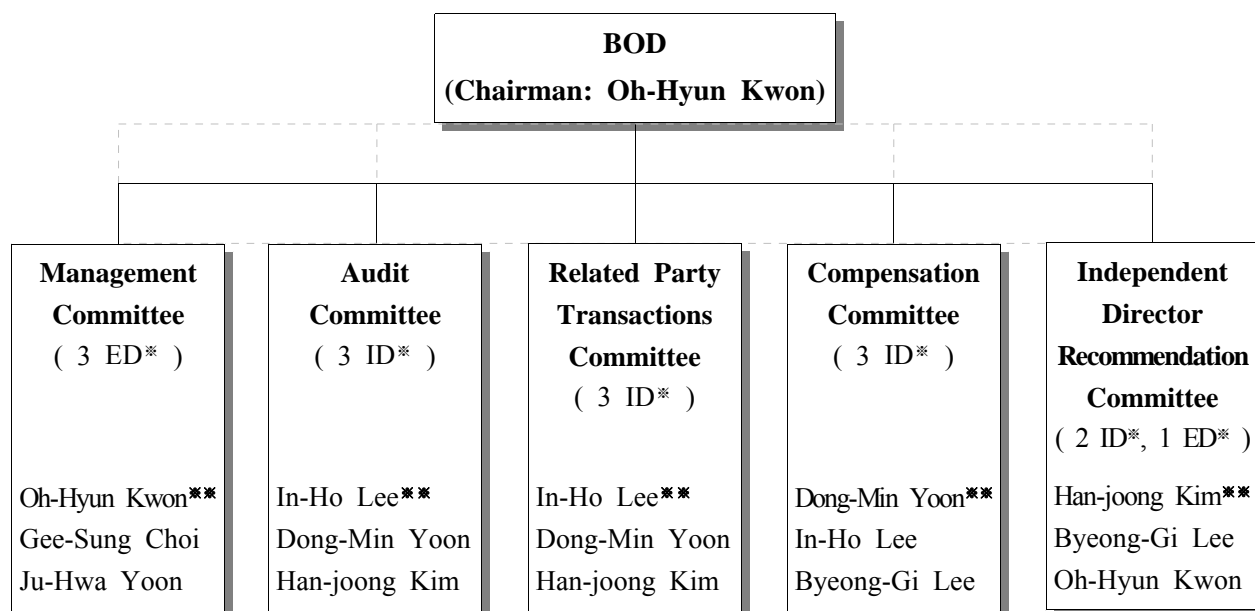 BOD
(Chairman: Oh-Hyun Kwon)
Management
Committee
( 3 ED※ )
Oh-Hyun Kwon※※
Gee-Sung Choi
Ju-Hwa Yoon
Audit
Committee
( 3 ID※ )
In-Ho Lee※※
Dong-Min Yoon
Han-joong Kim
Related Party
Transactions
Committee
( 3 ID※ )
In-Ho Lee※※
Dong-Min Yoon
Han-joong Kim
Compensation
Committee
( 3 ID※ )
Dong-Min Yoon※※
In-Ho Lee
Byeong-Gi Lee
Independent
Director
Recommendation
Committee
( 2 ID※, 1 ED※ )
Han-joong Kim※※
Byeong-Gi Lee
Oh-Hyun Kwon